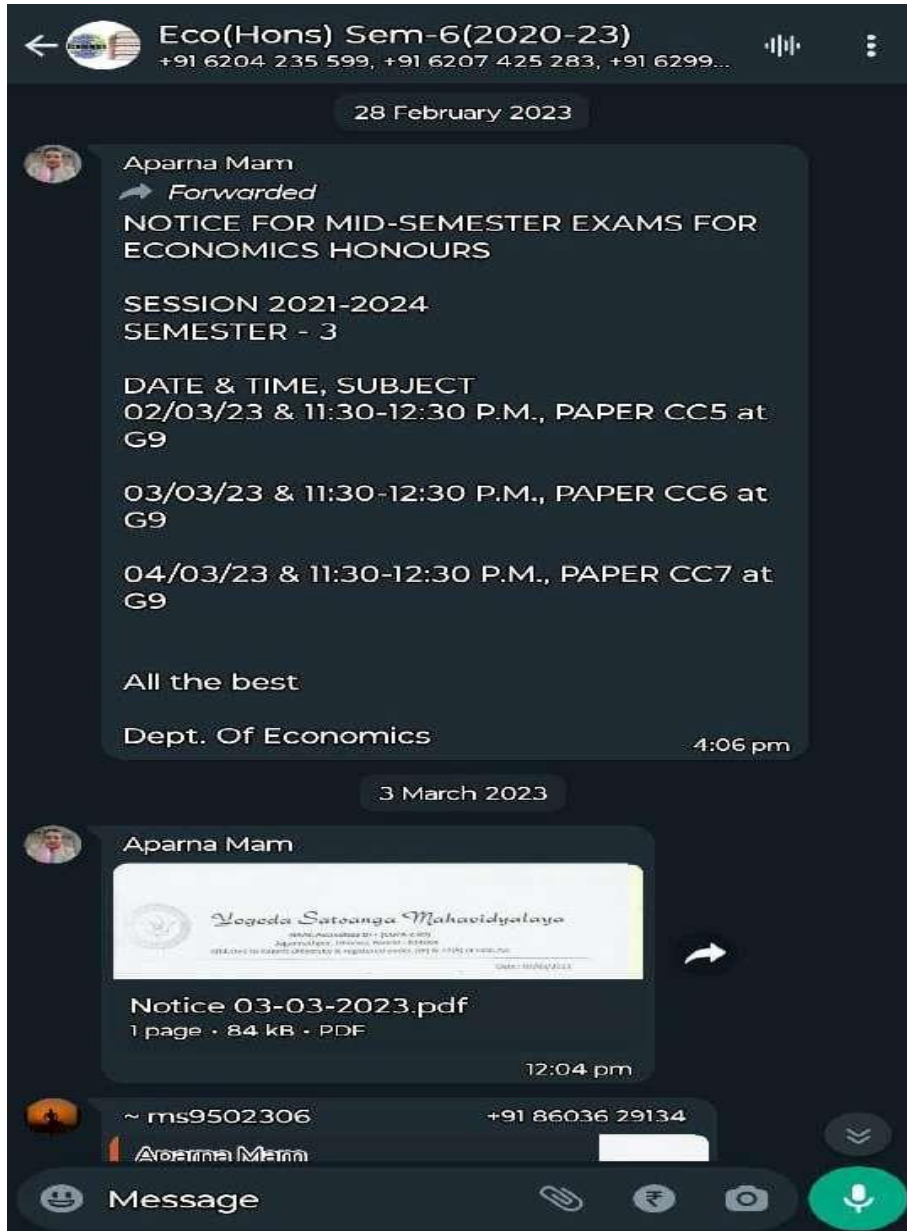 Eco(Hons) Sem-6(2020-23)
+91 6204 235 599, +91 6207 425 283, +91 6299...
28 February 2023
Aparna Mam
Forwarded
NOTICE FOR MID-SEMESTER EXAMS FOR
ECONOMICS HONOURS
SESSION 2021-2024
SEMESTER - 3
DATE & TIME, SUBJECT
02/03/23 & 11:30-12:30 P.M., PAPER CC5 at
G9
03/03/23 & 11:30-12:30 P.M., PAPER CC6 at
G9
04/03/23 & 11:30-12:30 P.M., PAPER CC7 at
G9
All the best
Dept. Of Economics
4:06 pm
3 March 2023
Aparna Mam
Yogoda Satsanga Mahavidyalaya
Notice 03-03-2023.pdf
1 page · 84 kB · PDF
12:04 pm
~ ms9502306 +91 86036 29134
Aparna Mam
Message